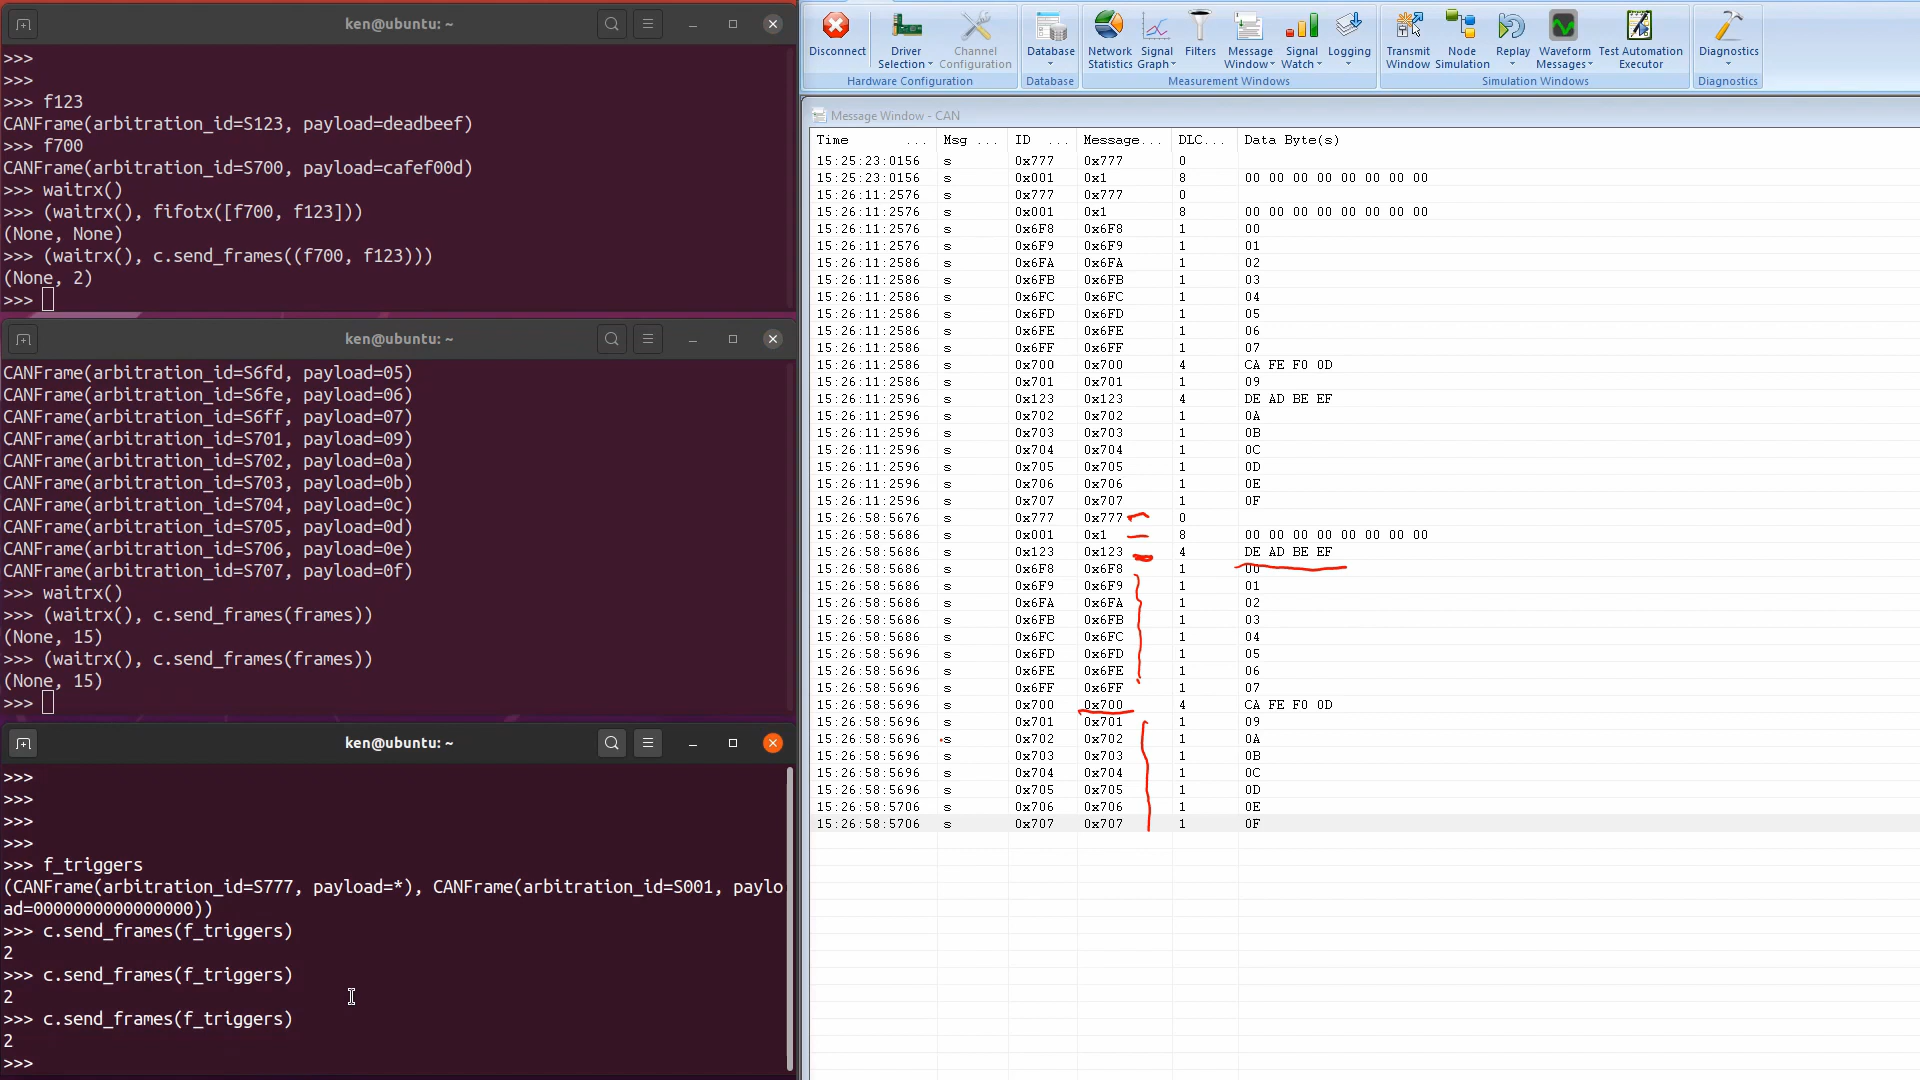 ken@ubuntu: ~
>>>
>>>
>>> f123
CANFrame(arbitration_id=S123, payload=deadbeef)
>>> f700
CANFrame(arbitration_id=S700, payload=cafef00d)
>>> waitrx()
>>> (waitrx(), fifotx([f700, f123]))
(None, None)
>>> (waitrx(), c.send_frames((f700, f123)))
(None, 2)
>>>
ken@ubuntu: ~
CANFrame(arbitration_id=S6fd, payload=05)
CANFrame(arbitration_id=S6fe, payload=06)
CANFrame(arbitration_id=S6ff, payload=07)
CANFrame(arbitration_id=S701, payload=09)
CANFrame(arbitration_id=S702, payload=0a)
CANFrame(arbitration_id=S703, payload=0b)
CANFrame(arbitration_id=S704, payload=0c)
CANFrame(arbitration_id=S705, payload=0d)
CANFrame(arbitration_id=S706, payload=0e)
CANFrame(arbitration_id=S707, payload=0f)
>>> waitrx()
>>> (waitrx(), c.send_frames(frames))
(None, 15)
>>> (waitrx(), c.send_frames(frames))
(None, 15)
>>>
ken@ubuntu: ~
>>>
>>>
>>>
>>>
>>> f_triggers
(CANFrame(arbitration_id=S777, payload=*), CANFrame(arbitration_id=S001, paylo
ad=0000000000000000))
>>> c.send_frames(f_triggers)
2
>>> c.send_frames(f_triggers)
2
>>> c.send_frames(f_triggers)
2
>>>
Disconnect Driver Selection Channel Configuration Database Network Statistics Signal Graph Filters Message Window Signal Watch Logging Transmit Window Node Simulation Replay Waveform Messages Test Automation Executor Diagnostics
Hardware Configuration Database Measurement Windows Simulation Windows Diagnostics
Message Window - CAN
Time ... Msg ... ID ... Message... DLC... Data Byte(s)
15:25:23:0156 s 0x777 0x777 0
15:25:23:0156 s 0x001 0x1 8 00 00 00 00 00 00 00 00
15:26:11:2576 s 0x777 0x777 0
15:26:11:2576 s 0x001 0x1 8 00 00 00 00 00 00 00 00
15:26:11:2576 s 0x6F8 0x6F8 1 00
15:26:11:2576 s 0x6F9 0x6F9 1 01
15:26:11:2586 s 0x6FA 0x6FA 1 02
15:26:11:2586 s 0x6FB 0x6FB 1 03
15:26:11:2586 s 0x6FC 0x6FC 1 04
15:26:11:2586 s 0x6FD 0x6FD 1 05
15:26:11:2586 s 0x6FE 0x6FE 1 06
15:26:11:2586 s 0x6FF 0x6FF 1 07
15:26:11:2586 s 0x700 0x700 4 CA FE F0 0D
15:26:11:2586 s 0x701 0x701 1 09
15:26:11:2596 s 0x123 0x123 4 DE AD BE EF
15:26:11:2596 s 0x702 0x702 1 0A
15:26:11:2596 s 0x703 0x703 1 0B
15:26:11:2596 s 0x704 0x704 1 0C
15:26:11:2596 s 0x705 0x705 1 0D
15:26:11:2596 s 0x706 0x706 1 0E
15:26:11:2596 s 0x707 0x707 1 0F
15:26:58:5676 s 0x777 0x777 0
15:26:58:5686 s 0x001 0x1 8 00 00 00 00 00 00 00 00
15:26:58:5686 s 0x123 0x123 4 DE AD BE EF
15:26:58:5686 s 0x6F8 0x6F8 1 00
15:26:58:5686 s 0x6F9 0x6F9 1 01
15:26:58:5686 s 0x6FA 0x6FA 1 02
15:26:58:5686 s 0x6FB 0x6FB 1 03
15:26:58:5686 s 0x6FC 0x6FC 1 04
15:26:58:5696 s 0x6FD 0x6FD 1 05
15:26:58:5696 s 0x6FE 0x6FE 1 06
15:26:58:5696 s 0x6FF 0x6FF 1 07
15:26:58:5696 s 0x700 0x700 4 CA FE F0 0D
15:26:58:5696 s 0x701 0x701 1 09
15:26:58:5696 s 0x702 0x702 1 0A
15:26:58:5696 s 0x703 0x703 1 0B
15:26:58:5696 s 0x704 0x704 1 0C
15:26:58:5696 s 0x705 0x705 1 0D
15:26:58:5706 s 0x706 0x706 1 0E
15:26:58:5706 s 0x707 0x707 1 0F